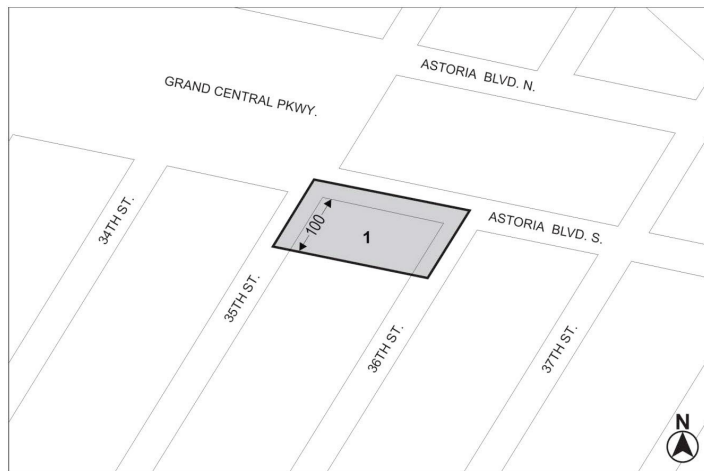 ASTORIA BLVD. N.
GRAND CENTRAL PKWY.
34TH ST.
100
1
ASTORIA BLVD. S.
35TH ST.
36TH ST.
37TH ST.
N